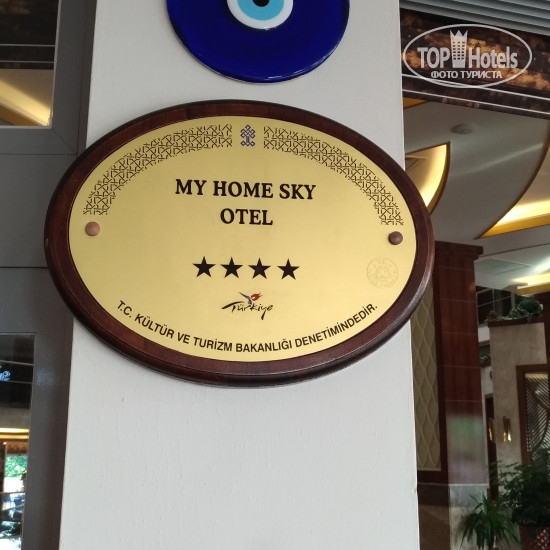 TOP Hotels
ФОТО ТУРИСТА
MY HOME SKY
OTEL
Türkiye
T.C. KÜLTÜR VE TURİZM BAKANLIĞI DENETİMİNDEDİR.